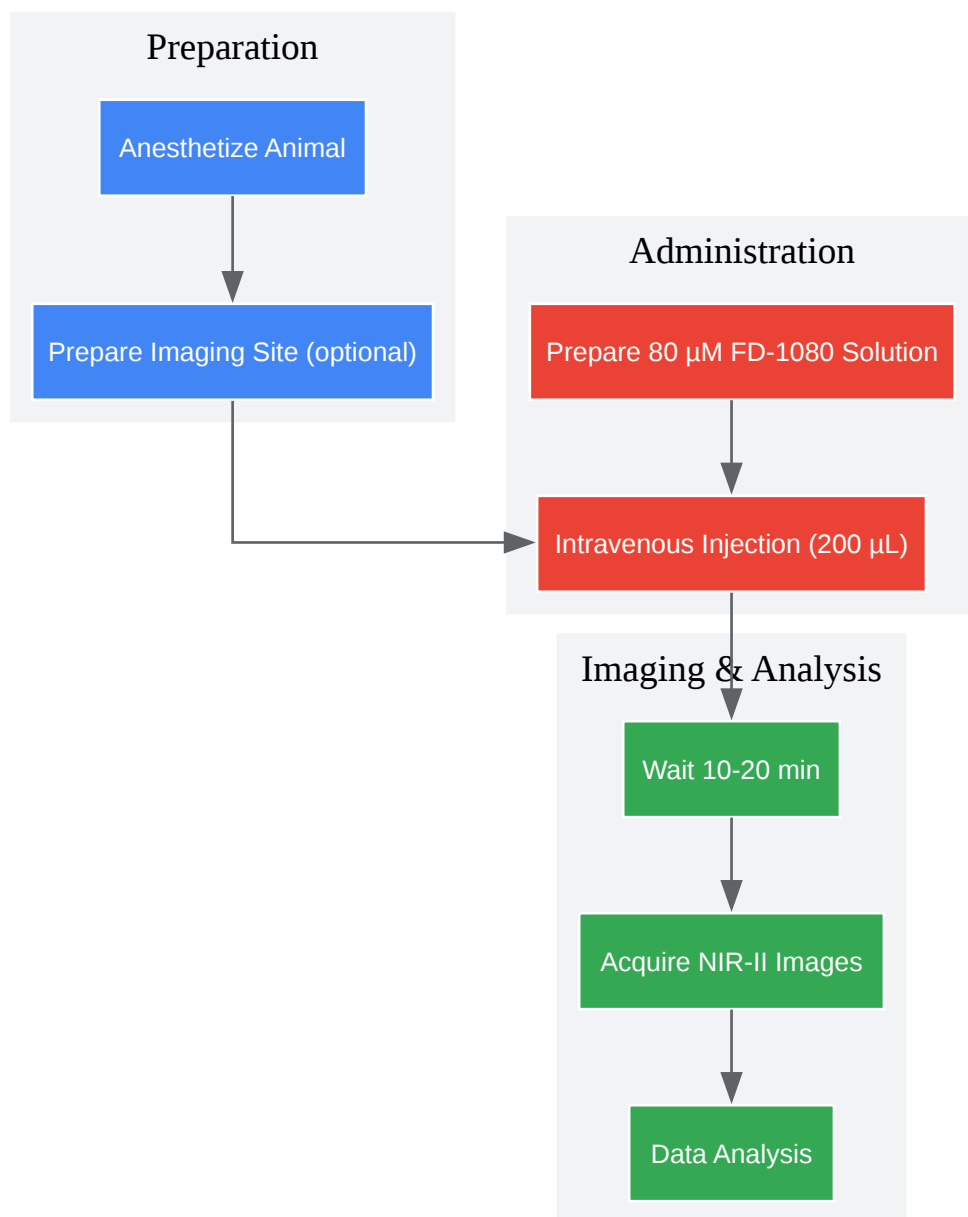 Preparation
Anesthetize Animal
Prepare Imaging Site (optional)
Administration
Prepare 80 µM FD-1080 Solution
Intravenous Injection (200 µL)
Imaging & Analysis
Wait 10-20 min
Acquire NIR-II Images
Data Analysis